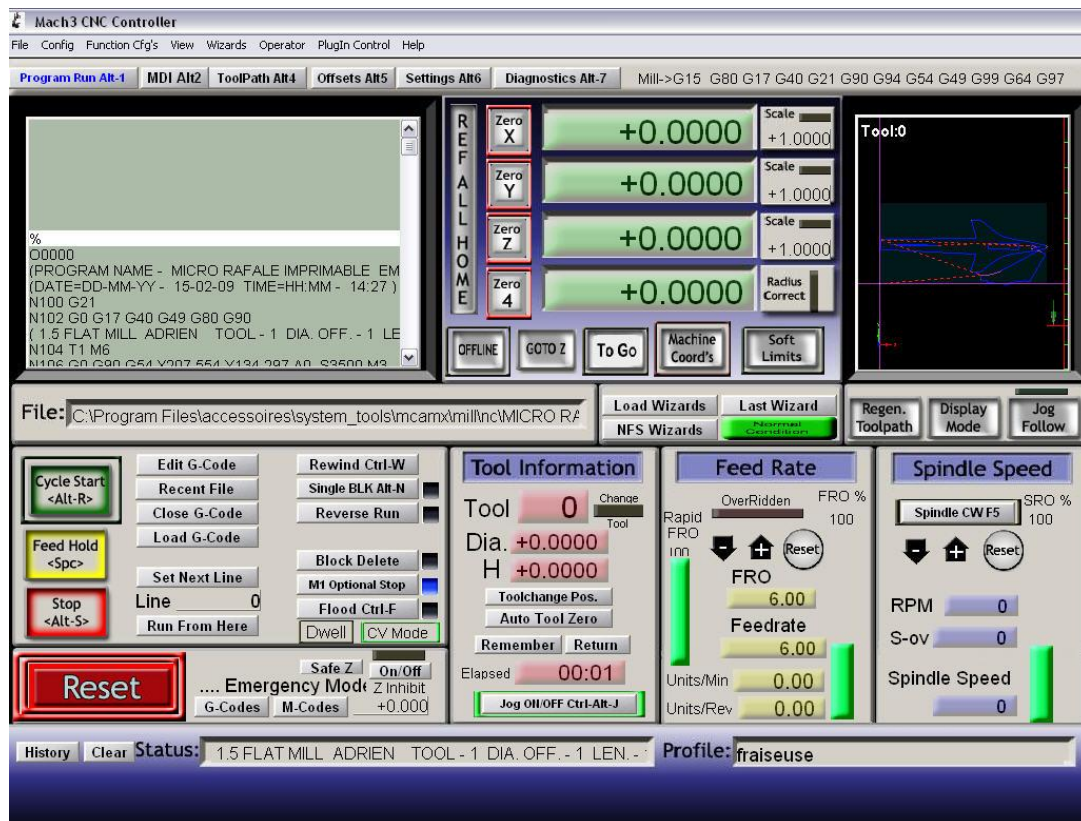 Mach3 CNC Controller
File Config Function Cfg's View Wizards Operator PlugIn Control Help
Program Run Alt-1 MDI Alt2 ToolPath Alt4 Offsets Alt5 Settings Alt6 Diagnostics Alt-7 Mill->G15 G80 G17 G40 G21 G90 G94 G54 G49 G99 G64 G97
%
O0000
(PROGRAM NAME - MICRO RAFALE IMPRIMABLE EM
(DATE=DD-MM-YY - 15-02-09 TIME=HH:MM - 14:27 )
N100 G21
N102 G0 G17 G40 G49 G80 G90
( 1.5 FLAT MILL ADRIEN TOOL - 1 DIA. OFF. - 1 LE
N104 T1 M6
N106 G0 G90 G54 X207.554 Y134.297 A0. S3500 M3
REF ALL HOME
Zero X +0.0000 Scale +1.0000
Zero Y +0.0000 Scale +1.0000
Zero Z +0.0000 Scale +1.0000
Zero 4 +0.0000 Radius Correct
OFFLINE GOTO Z To Go Machine Coord's Soft Limits
Tool:0
File: C:\Program Files\accessoires\system_tools\mcamx\mill\nc\MICRO RA
Load Wizards Last Wizard
NFS Wizards Normal Condition
Regen. Toolpath Display Mode Jog Follow
Cycle Start <Alt-R>
Feed Hold <Spc>
Stop <Alt-S>
Edit G-Code
Recent File
Close G-Code
Load G-Code
Set Next Line
Line 0
Run From Here
Rewind Ctrl-W
Single BLK Alt-N
Reverse Run
Block Delete
M1 Optional Stop
Flood Ctrl-F
Dwell CV Mode
Reset
.... Emergency Mode
G-Codes M-Codes
Safe Z On/Off
Z Inhibit
+0.000
Tool Information
Tool 0 Change Tool
Dia. +0.0000
H +0.0000
Toolchange Pos.
Auto Tool Zero
Remember Return
Elapsed 00:01
Jog ON/OFF Ctrl-Alt-J
Feed Rate
OverRidden FRO %
100
Rapid FRO
100
Reset
FRO
6.00
Feedrate
6.00
Units/Min 0.00
Units/Rev 0.00
Spindle Speed
Spindle CW F5 SRO %
100
Reset
RPM 0
S-ov 0
Spindle Speed
0
History Clear Status: 1.5 FLAT MILL ADRIEN TOOL - 1 DIA. OFF. - 1 LEN. - Profile: fraiseuse